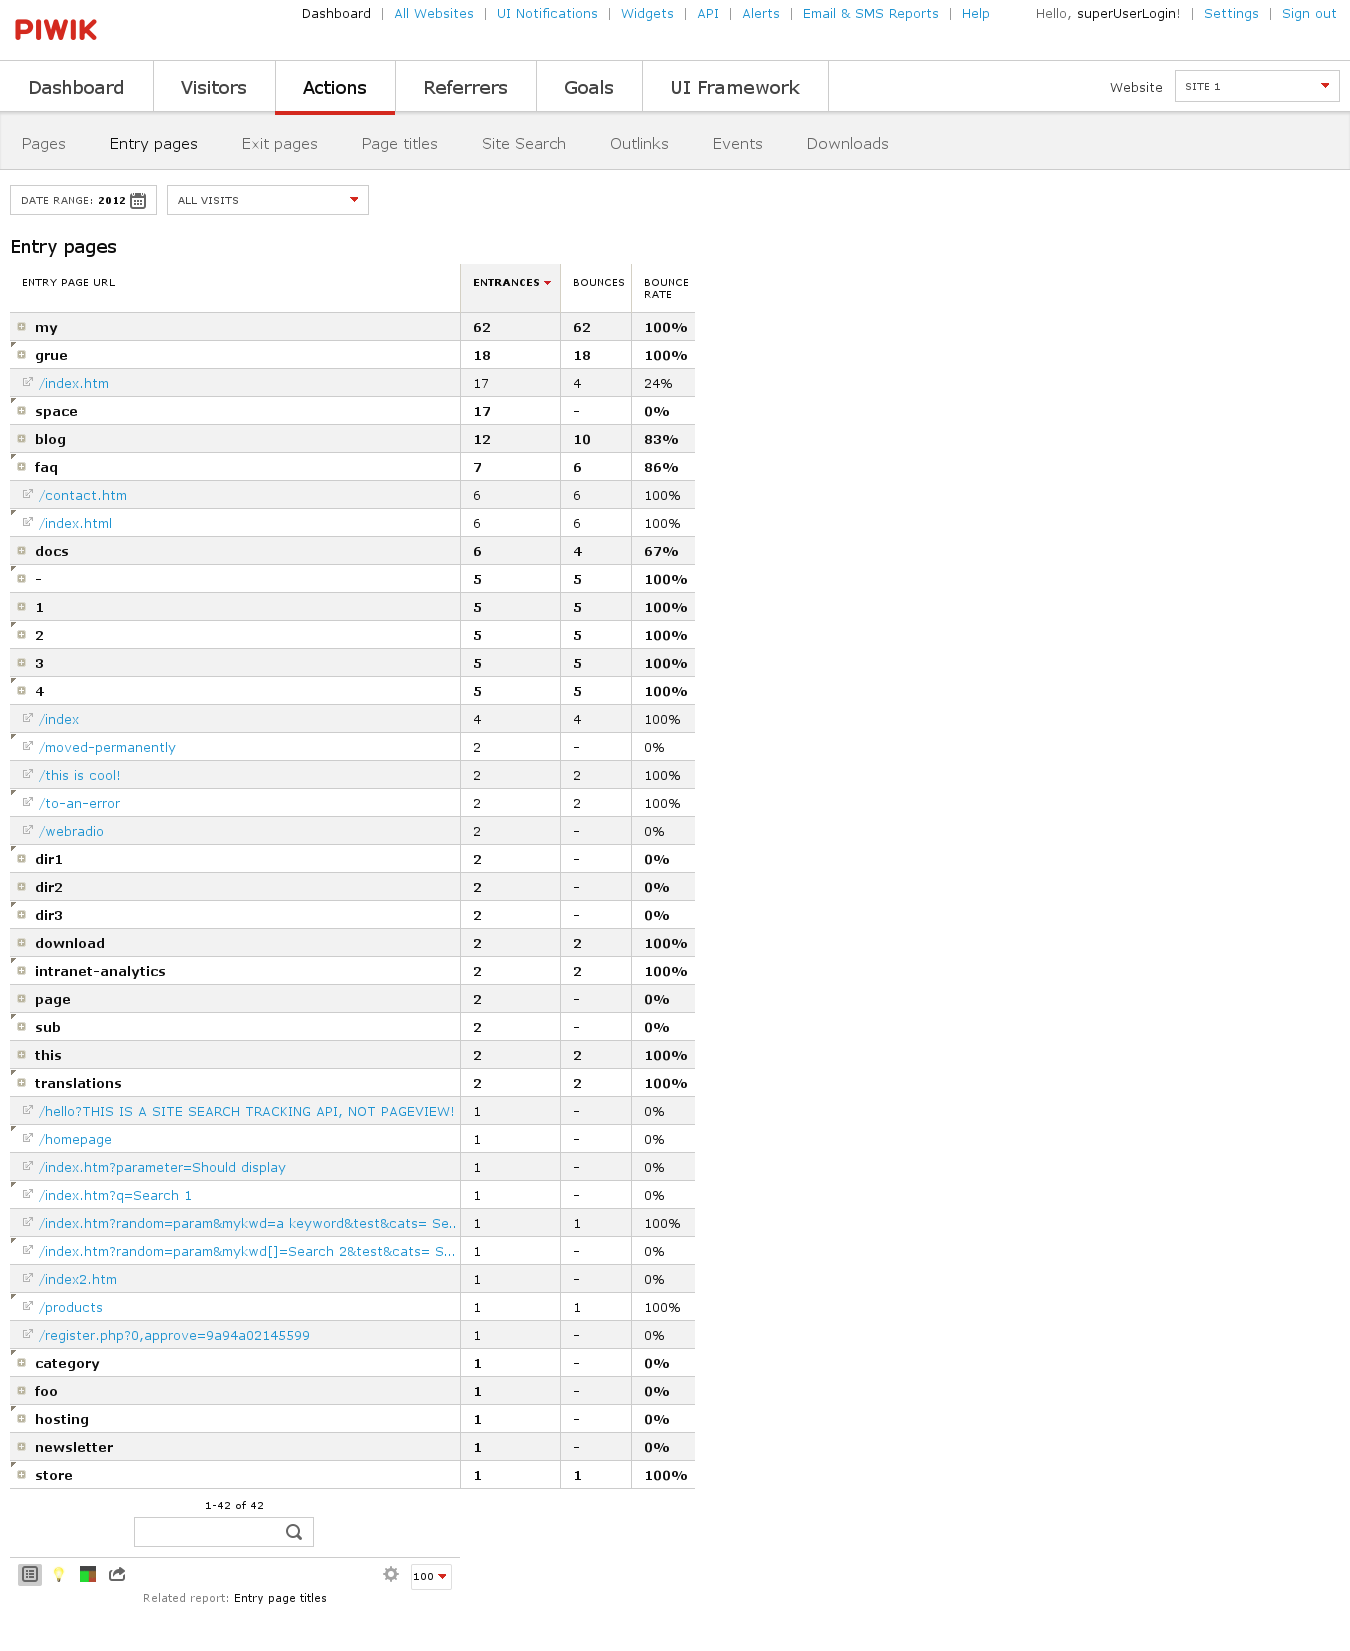 PIWIK
Dashboard | All Websites | UI Notifications | Widgets | API | Alerts | Email & SMS Reports | Help
Hello, superUserLogin! | Settings | Sign out
Dashboard Visitors Actions Referrers Goals UI Framework
Website SITE 1
Pages Entry pages Exit pages Page titles Site Search Outlinks Events Downloads
DATE RANGE: 2012 ALL VISITS
Entry pages
ENTRY PAGE URL ENTRANCES BOUNCES BOUNCE RATE
my 62 62 100%
grue 18 18 100%
/index.htm 17 4 24%
space 17 - 0%
blog 12 10 83%
faq 7 6 86%
/contact.htm 6 6 100%
/index.html 6 6 100%
docs 6 4 67%
- 5 5 100%
1 5 5 100%
2 5 5 100%
3 5 5 100%
4 5 5 100%
/index 4 4 100%
/moved-permanently 2 - 0%
/this is cool! 2 2 100%
/to-an-error 2 2 100%
/webradio 2 - 0%
dir1 2 - 0%
dir2 2 - 0%
dir3 2 - 0%
download 2 2 100%
intranet-analytics 2 2 100%
page 2 - 0%
sub 2 - 0%
this 2 2 100%
translations 2 2 100%
/hello?THIS IS A SITE SEARCH TRACKING API, NOT PAGEVIEW! 1 - 0%
/homepage 1 - 0%
/index.htm?parameter=Should display 1 - 0%
/index.htm?q=Search 1 1 - 0%
/index.htm?random=param&mykwd=a keyword&test&cats= Se.. 1 1 100%
/index.htm?random=param&mykwd[]=Search 2&test&cats= S... 1 - 0%
/index2.htm 1 - 0%
/products 1 1 100%
/register.php?0,approve=9a94a02145599 1 - 0%
category 1 - 0%
foo 1 - 0%
hosting 1 - 0%
newsletter 1 - 0%
store 1 1 100%
1-42 of 42
100
Related report: Entry page titles